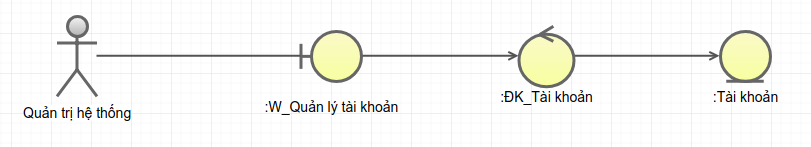 Quản trị hệ thống
:W_Quản lý tài khoản
:ĐK_Tài khoản
:Tài khoản